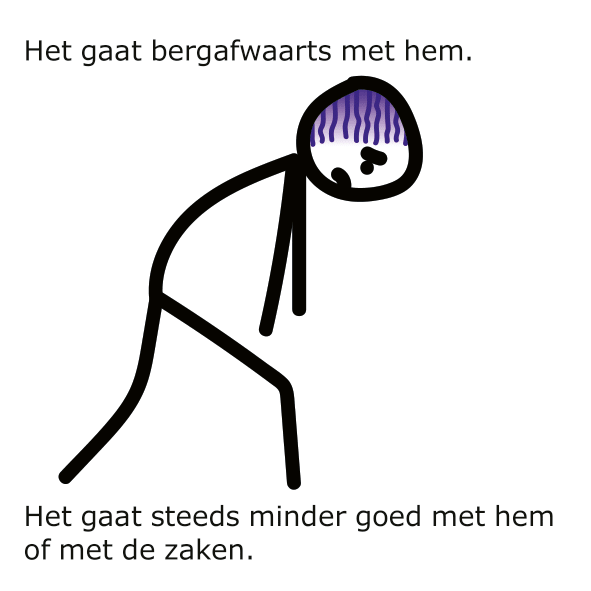 Het gaat bergafwaarts met hem.
Het gaat steeds minder goed met hem
of met de zaken.